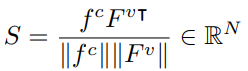 S = \frac{f^c F^{v\intercal}}{\|f^c\| \|F^v\|} \in \mathbb{R}^N